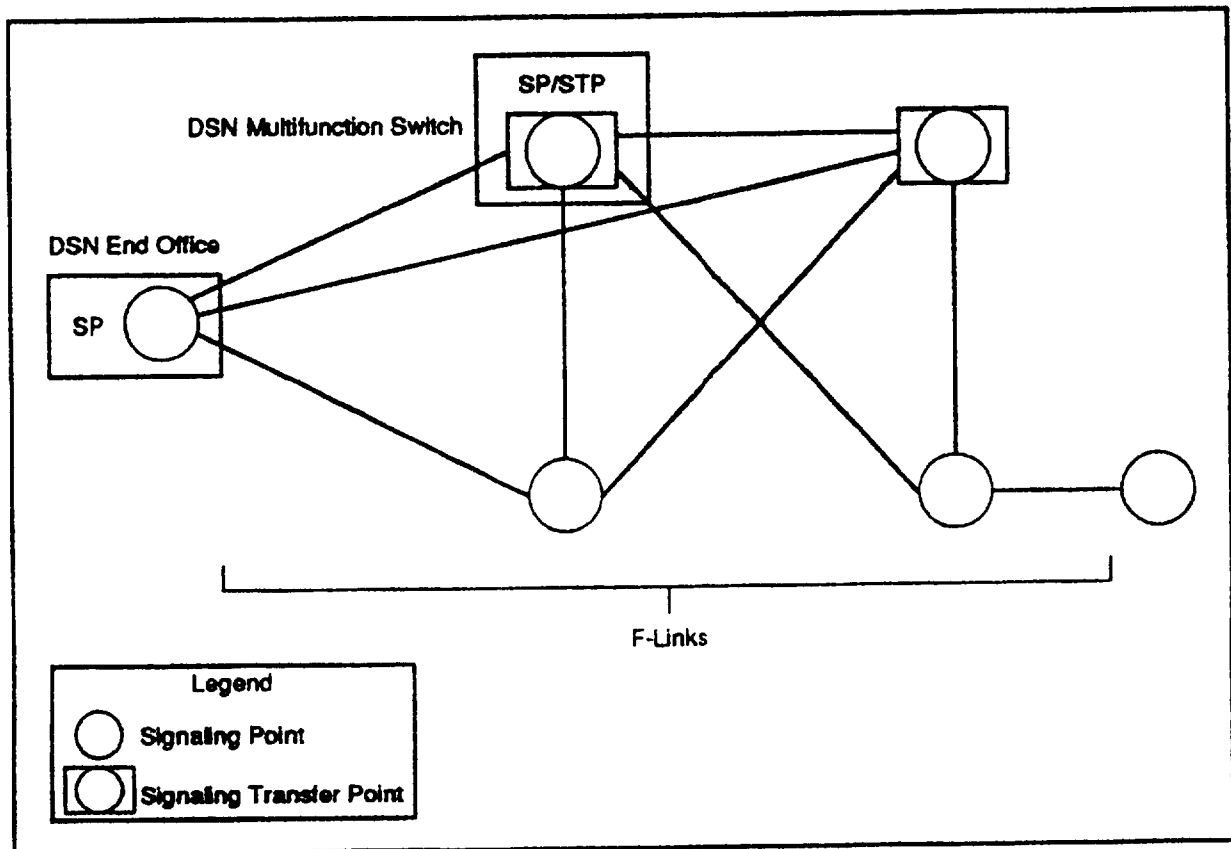 SP/STP
DSN Multifunction Switch
DSN End Office
SP
F-Links
Legend
Signaling Point
Signaling Transfer Point